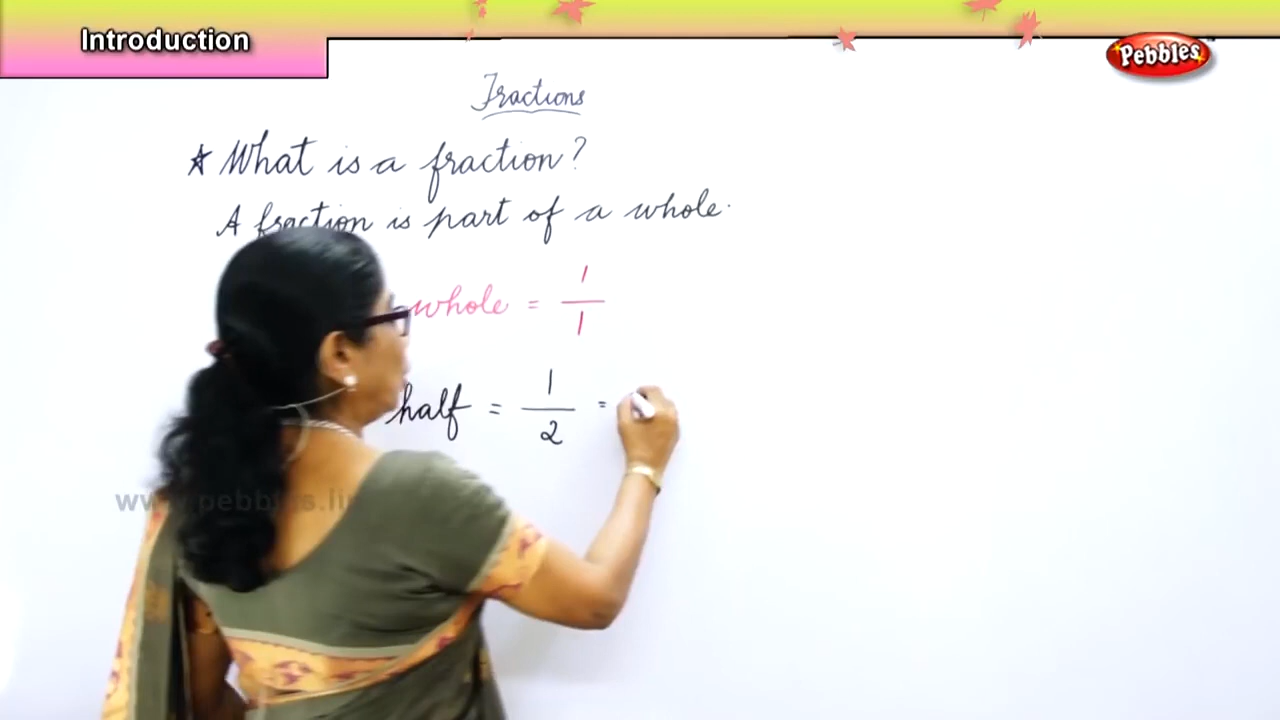 Introduction
Pebbles
Fractions
* What is a fraction?
A fraction is part of a whole.
whole = 1/1
half = 1/2 =